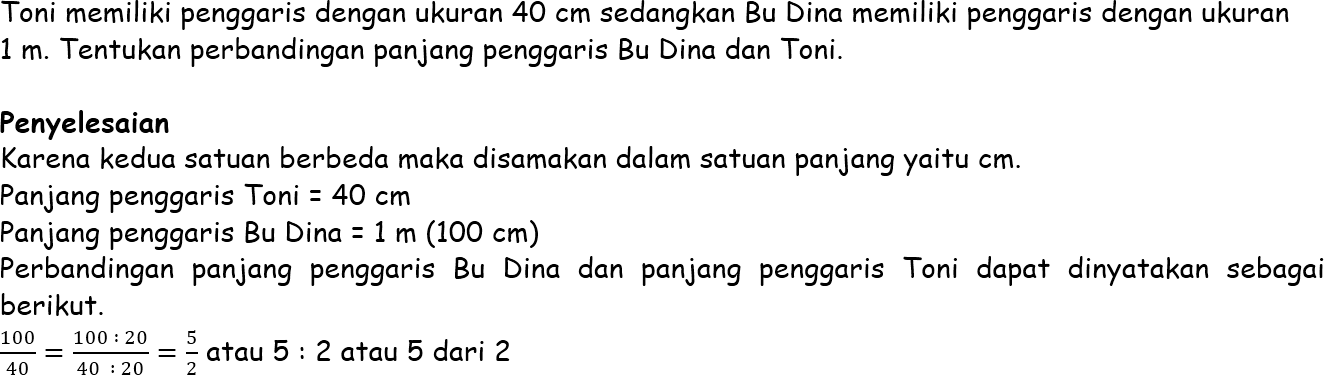 Toni memiliki penggaris dengan ukuran 40 cm sedangkan Bu Dina memiliki penggaris dengan ukuran
1 m. Tentukan perbandingan panjang penggaris Bu Dina dan Toni.
Penyelesaian
Karena kedua satuan berbeda maka disamakan dalam satuan panjang yaitu cm.
Panjang penggaris Toni = 40 cm
Panjang penggaris Bu Dina = 1 m (100 cm)
Perbandingan panjang penggaris Bu Dina dan panjang penggaris Toni dapat dinyatakan sebagai
berikut.
100/40 = 100 : 20/40 : 20 = 5/2 atau 5 : 2 atau 5 dari 2